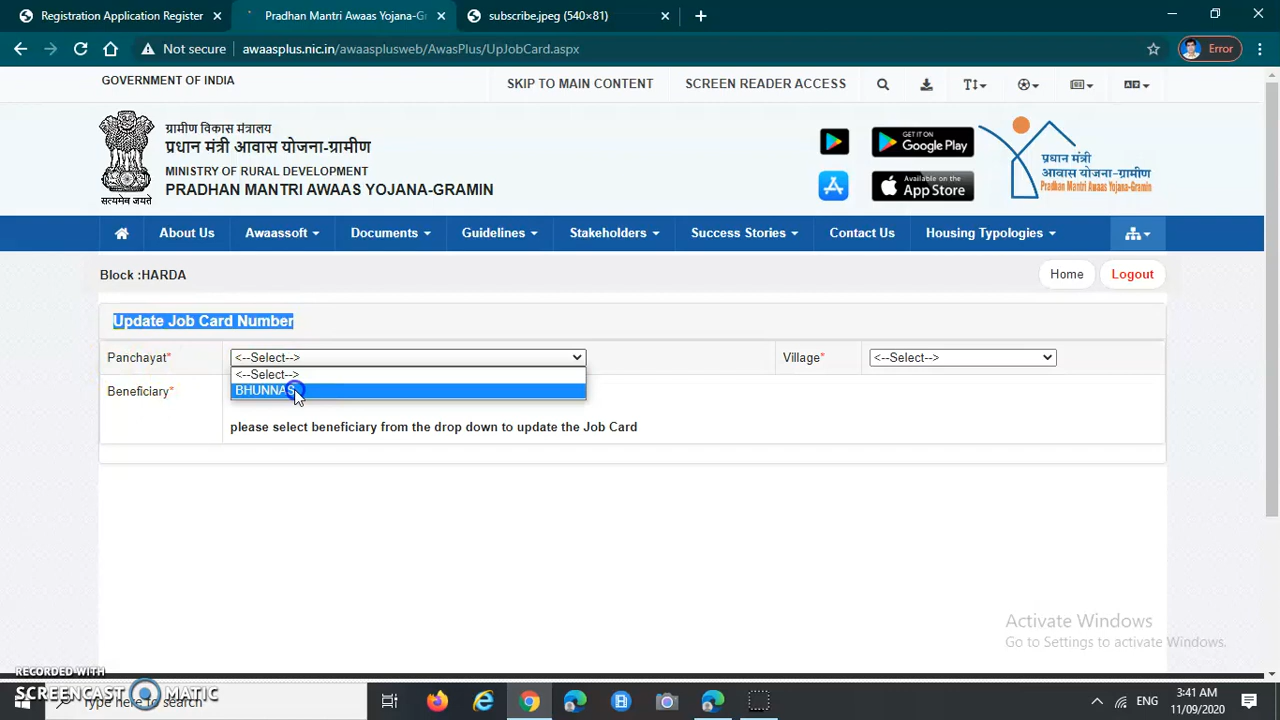 Registration Application Register
Pradhan Mantri Awaas Yojana-Gr
subscribe.jpeg (540×81)
Not secure
awaasplus.nic.in/awaasplusweb/AwasPlus/UpJobCard.aspx
Error
GOVERNMENT OF INDIA
SKIP TO MAIN CONTENT
SCREEN READER ACCESS
ग्रामीण विकास मंत्रालय
प्रधान मंत्री आवास योजना-ग्रामीण
MINISTRY OF RURAL DEVELOPMENT
PRADHAN MANTRI AWAAS YOJANA-GRAMIN
सत्यमेव जयते
GET IT ON
Google Play
Available on the
App Store
प्रधान मंत्री
आवास योजना-ग्रामीण
Pradhan Mantri Awaas Yojana-Gramin
About Us
Awaassoft
Documents
Guidelines
Stakeholders
Success Stories
Contact Us
Housing Typologies
Block :HARDA
Home
Logout
Update Job Card Number
Panchayat*
<--Select-->
Village*
<--Select-->
<--Select-->
BHUNNAS
Beneficiary*
please select beneficiary from the drop down to update the Job Card
Activate Windows
Go to Settings to activate Windows.
RECORDED WITH
SCREENCAST MATIC
Type here to search
ENG
3:41 AM
11/09/2020